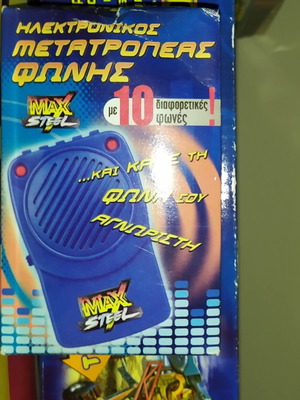 ΗΛΕΚΤΡΟΝΙΚΟΣ
ΜΕΤΑΤΡΟΠΕΑΣ
ΦΩΝΗΣ
MAX
STEEL
με 10 διαφορετικές
φωνές!
...ΚΑΙ ΚΑΝΕ ΤΗ
ΦΩΝΗ ΣΟΥ
ΑΓΝΩΡΙΣΤΗ
MAX
STEEL